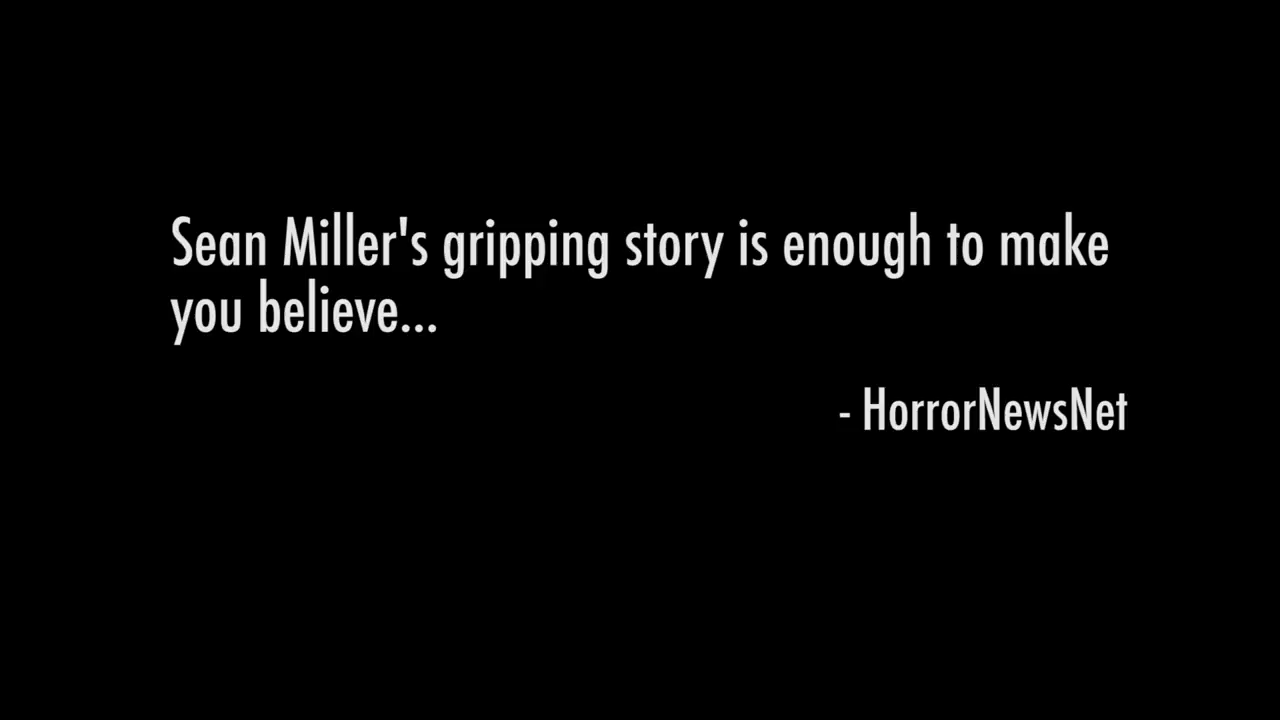 Sean Miller's gripping story is enough to make
you believe...
- HorrorNewsNet